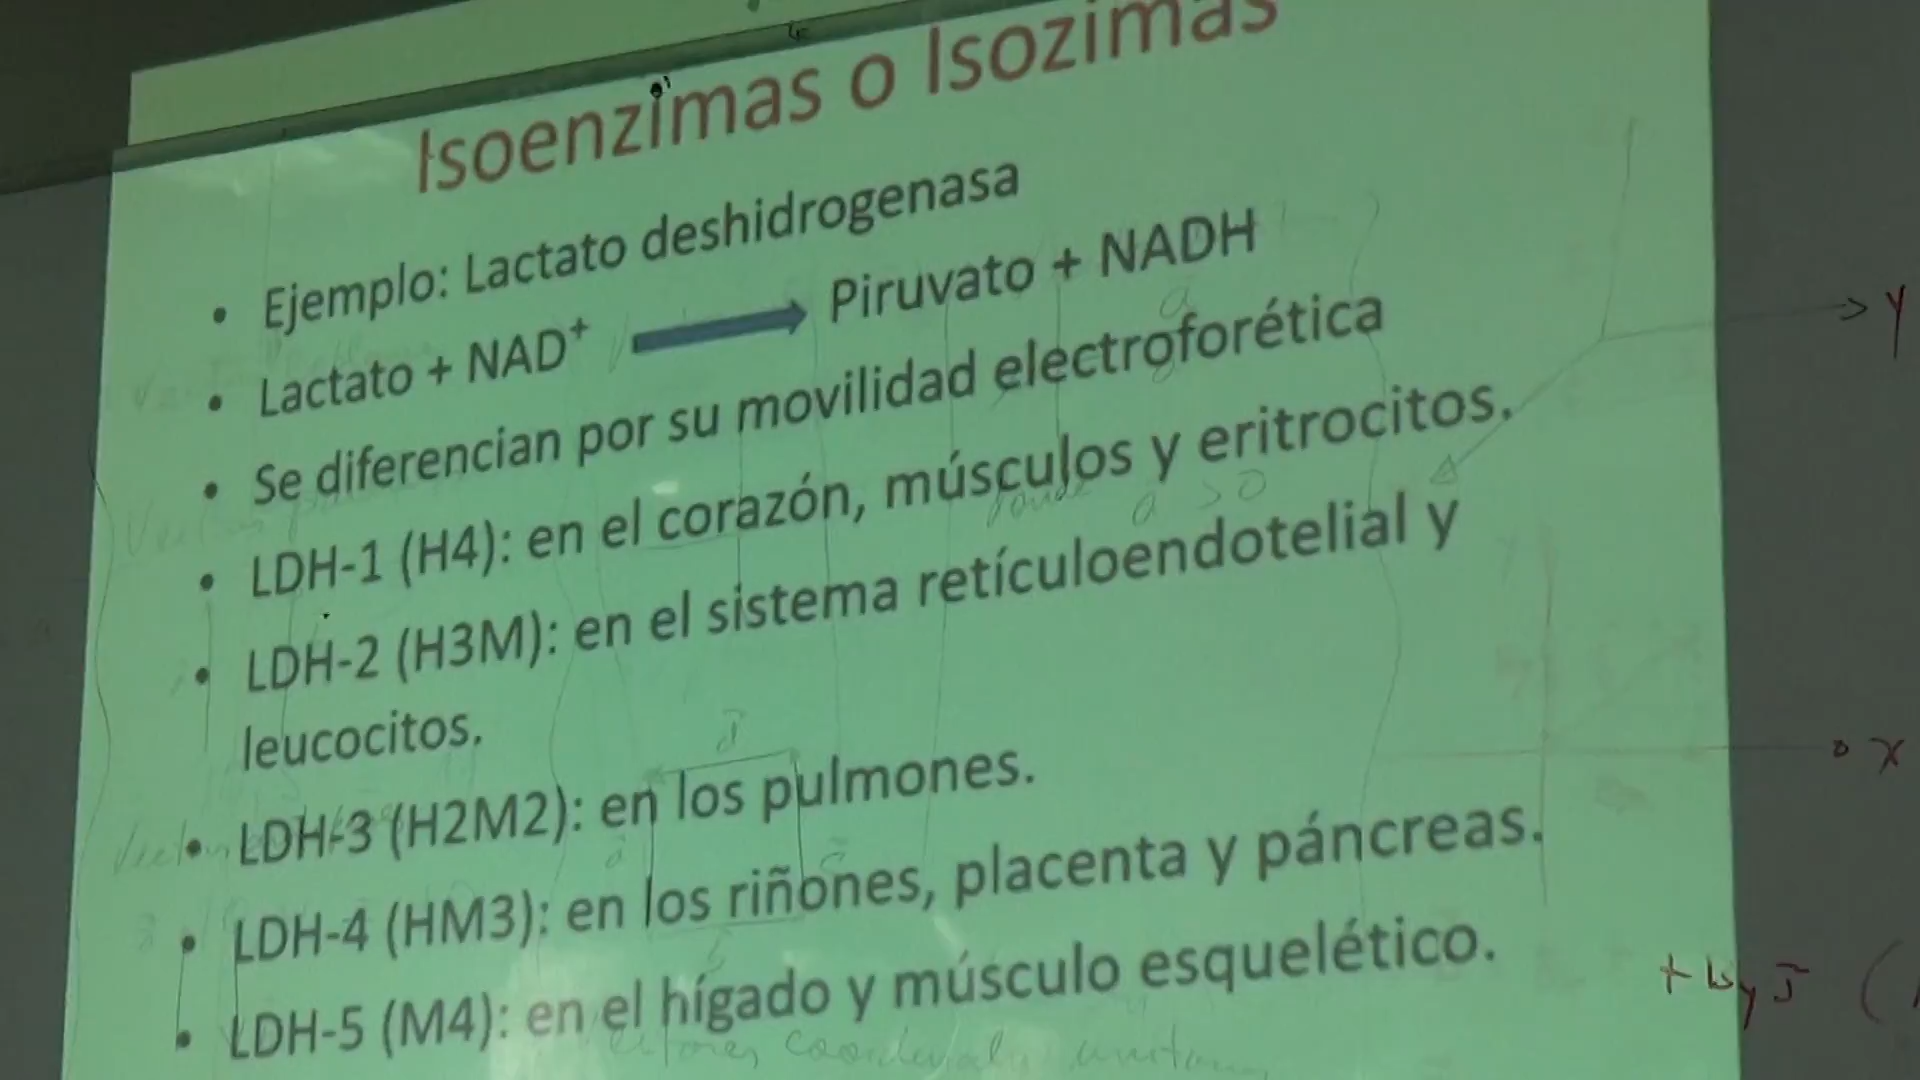 Isoenzimas o Isozimas
• Ejemplo: Lactato deshidrogenasa
• Lactato + NAD⁺ → Piruvato + NADH
• Se diferencian por su movilidad electroforética
• LDH-1 (H4): en el corazón, músculos y eritrocitos.
• LDH-2 (H3M): en el sistema retículoendotelial y
leucocitos.
• LDH-3 (H2M2): en los pulmones.
• LDH-4 (HM3): en los riñones, placenta y páncreas.
• LDH-5 (M4): en el hígado y músculo esquelético.
y
a > 0
x